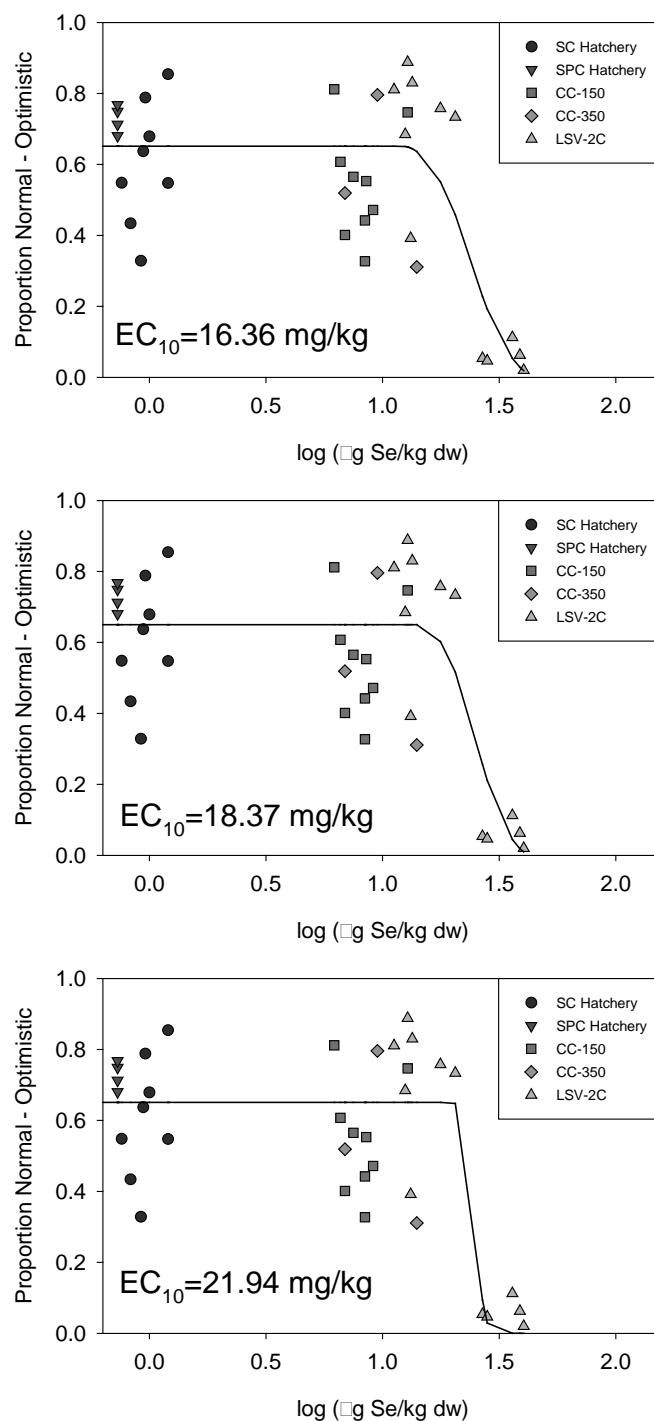 1.0
0.8
0.6
0.4
0.2
0.0
Proportion Normal - Optimistic
SC Hatchery
SPC Hatchery
CC-150
CC-350
LSV-2C
EC10=16.36 mg/kg
0.0 0.5 1.0 1.5 2.0
log (□g Se/kg dw)
1.0
0.8
0.6
0.4
0.2
0.0
Proportion Normal - Optimistic
SC Hatchery
SPC Hatchery
CC-150
CC-350
LSV-2C
EC10=18.37 mg/kg
0.0 0.5 1.0 1.5 2.0
log (□g Se/kg dw)
1.0
0.8
0.6
0.4
0.2
0.0
Proportion Normal - Optimistic
SC Hatchery
SPC Hatchery
CC-150
CC-350
LSV-2C
EC10=21.94 mg/kg
0.0 0.5 1.0 1.5 2.0
log (□g Se/kg dw)